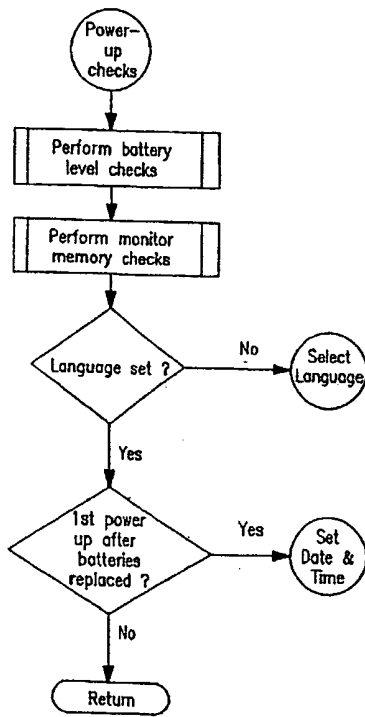 Power-
up
checks
Perform battery
level checks
Perform monitor
memory checks
Language set ?
No
Select
Language
Yes
1st power
up after
batteries
replaced ?
Yes
Set
Date &
Time
No
Return